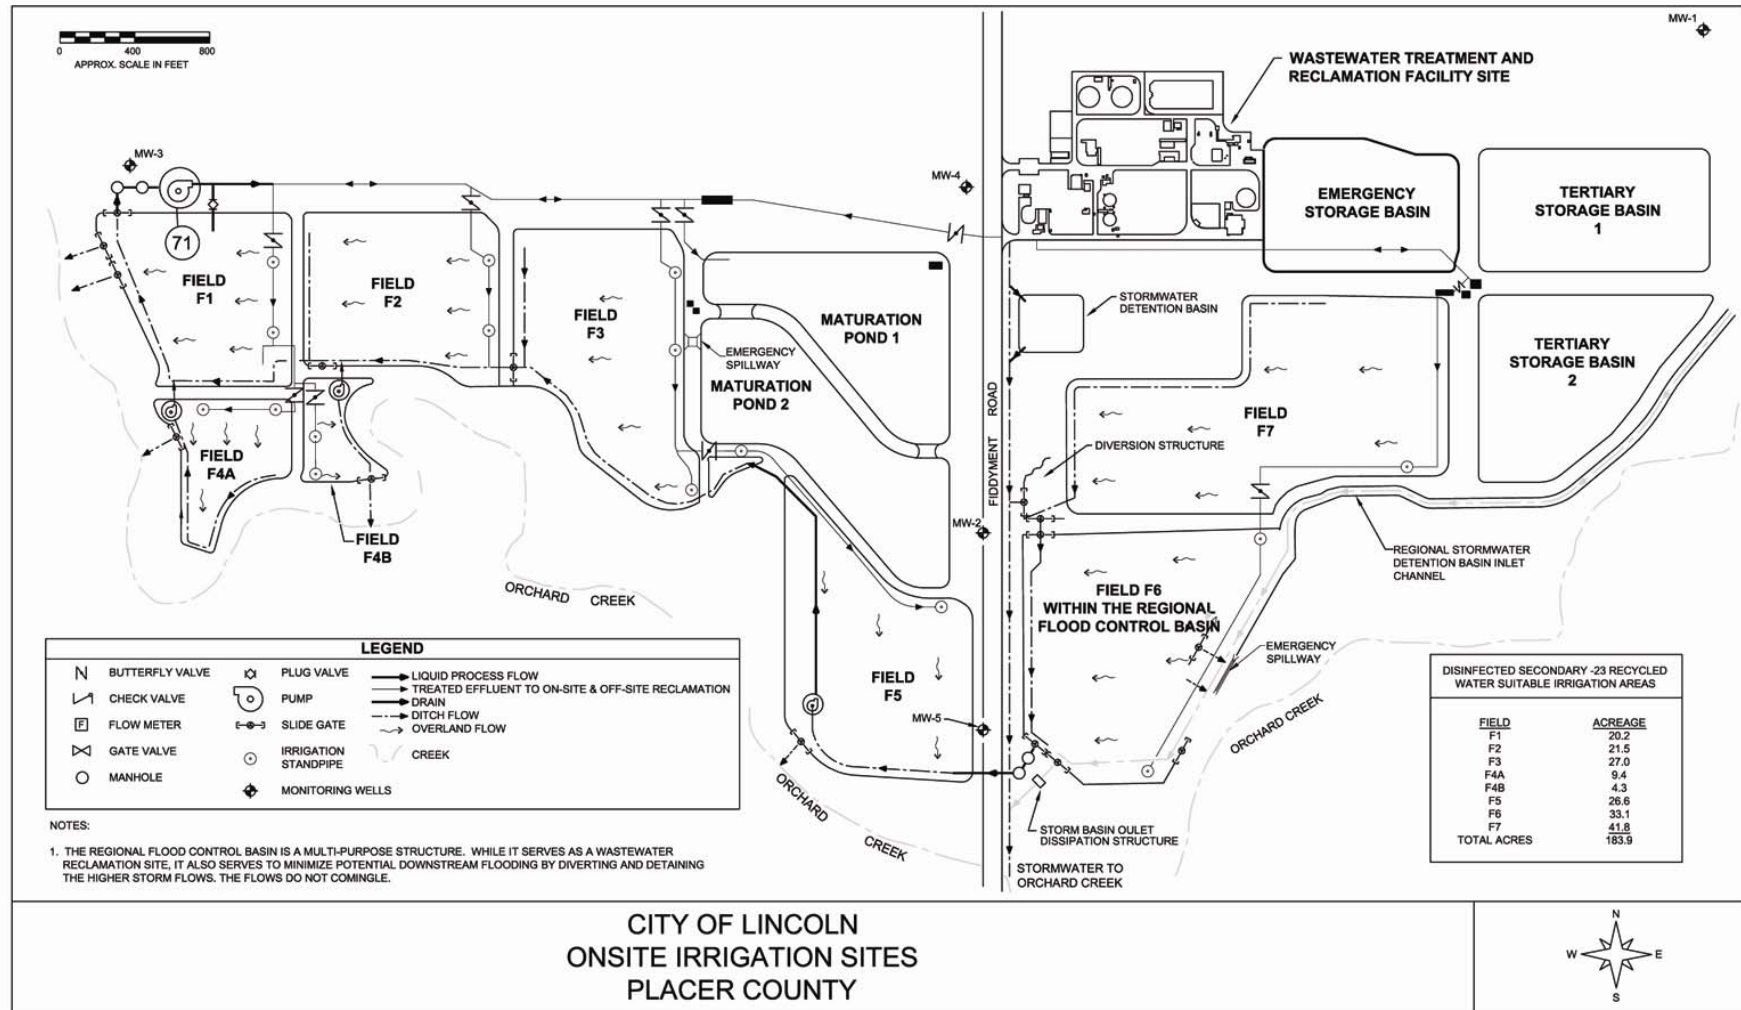 MW-1
0 400 800
APPROX. SCALE IN FEET
WASTEWATER TREATMENT AND
RECLAMATION FACILITY SITE
MW-3
MW-4
71
EMERGENCY
STORAGE BASIN
TERTIARY
STORAGE BASIN
1
FIELD
F1
FIELD
F2
FIELD
F3
MATURATION
POND 1
EMERGENCY
SPILLWAY
MATURATION
POND 2
STORMWATER
DETENTION BASIN
TERTIARY
STORAGE BASIN
2
FIELD
F7
FIDDYMENT ROAD
DIVERSION STRUCTURE
FIELD
F4A
FIELD
F4B
MW-2
REGIONAL STORMWATER
DETENTION BASIN INLET
CHANNEL
ORCHARD CREEK
FIELD F6
WITHIN THE REGIONAL
FLOOD CONTROL BASIN
EMERGENCY
SPILLWAY
FIELD
F5
MW-5
ORCHARD CREEK
ORCHARD CREEK
STORM BASIN OULET
DISSIPATION STRUCTURE
STORMWATER TO
ORCHARD CREEK
LEGEND
N BUTTERFLY VALVE
CHECK VALVE
F FLOW METER
GATE VALVE
MANHOLE
PLUG VALVE
PUMP
SLIDE GATE
IRRIGATION
STANDPIPE
MONITORING WELLS
LIQUID PROCESS FLOW
TREATED EFFLUENT TO ON-SITE & OFF-SITE RECLAMATION
DRAIN
DITCH FLOW
OVERLAND FLOW
CREEK
DISINFECTED SECONDARY -23 RECYCLED
WATER SUITABLE IRRIGATION AREAS
FIELD ACREAGE
F1 20.2
F2 21.5
F3 27.0
F4A 9.4
F4B 4.3
F5 26.6
F6 33.1
F7 41.8
TOTAL ACRES 183.9
NOTES:
1. THE REGIONAL FLOOD CONTROL BASIN IS A MULTI-PURPOSE STRUCTURE. WHILE IT SERVES AS A WASTEWATER
RECLAMATION SITE, IT ALSO SERVES TO MINIMIZE POTENTIAL DOWNSTREAM FLOODING BY DIVERTING AND DETAINING
THE HIGHER STORM FLOWS. THE FLOWS DO NOT COMINGLE.
CITY OF LINCOLN
ONSITE IRRIGATION SITES
PLACER COUNTY
N
W E
S